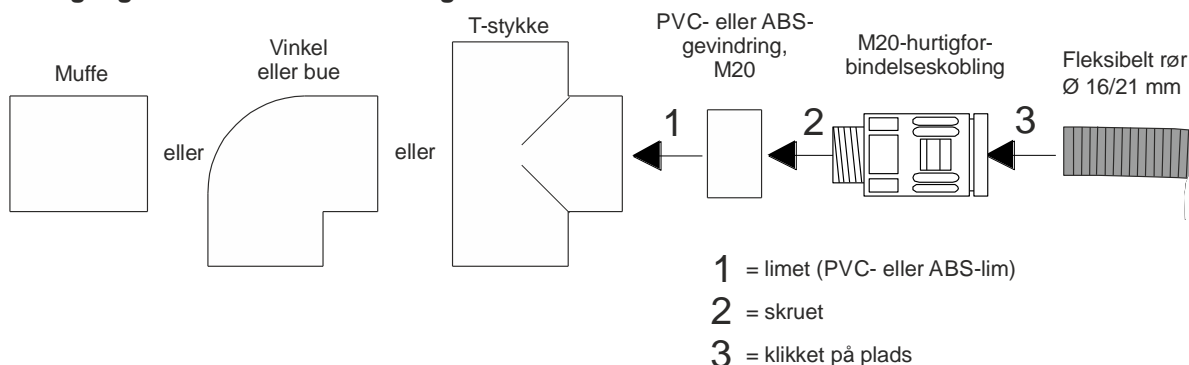 Muffe
Vinkel
eller bue
T-stykke
PVC- eller ABS-
gevindring,
M20
M20-hurtigfor-
bindelseskobling
Fleksibelt rør
Ø 16/21 mm
eller
eller
1
2
3
1 = limet (PVC- eller ABS-lim)
2 = skruet
3 = klikket på plads